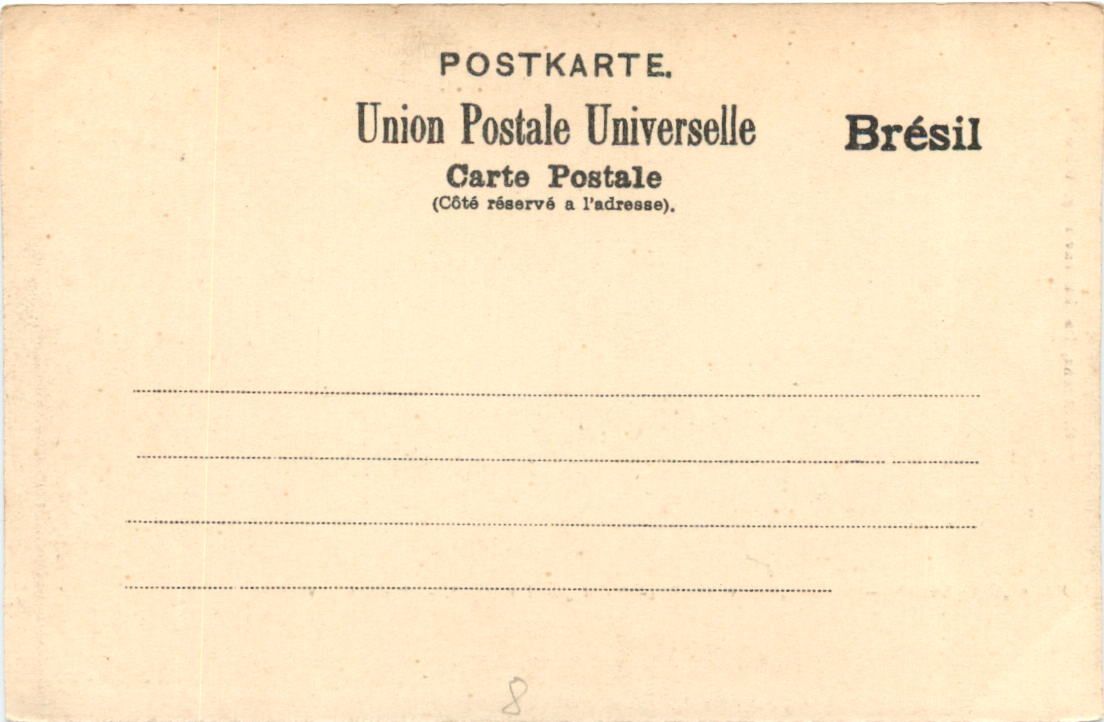 POSTKARTE.
Union Postale Universelle
Brésil
Carte Postale
(Côté réservé a l'adresse).
8